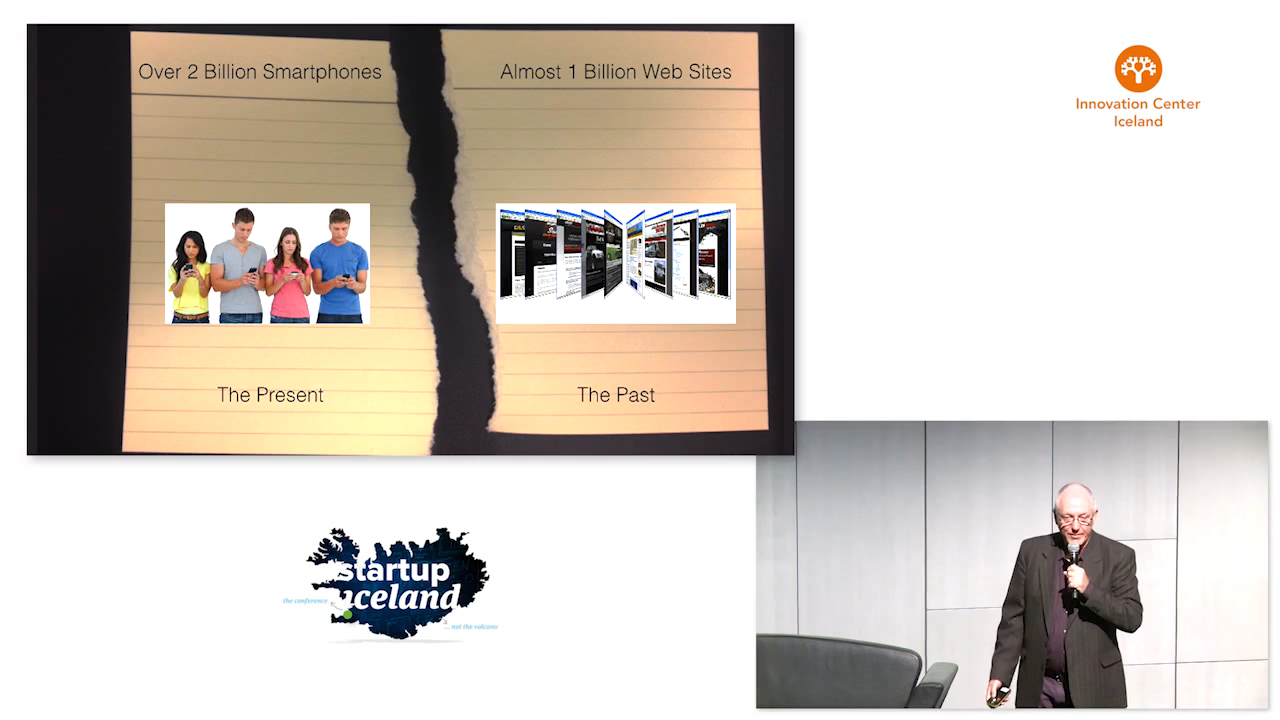 Over 2 Billion Smartphones
Almost 1 Billion Web Sites
The Present
The Past
Innovation Center
Iceland
startup
iceland
the conference
... not the volcano